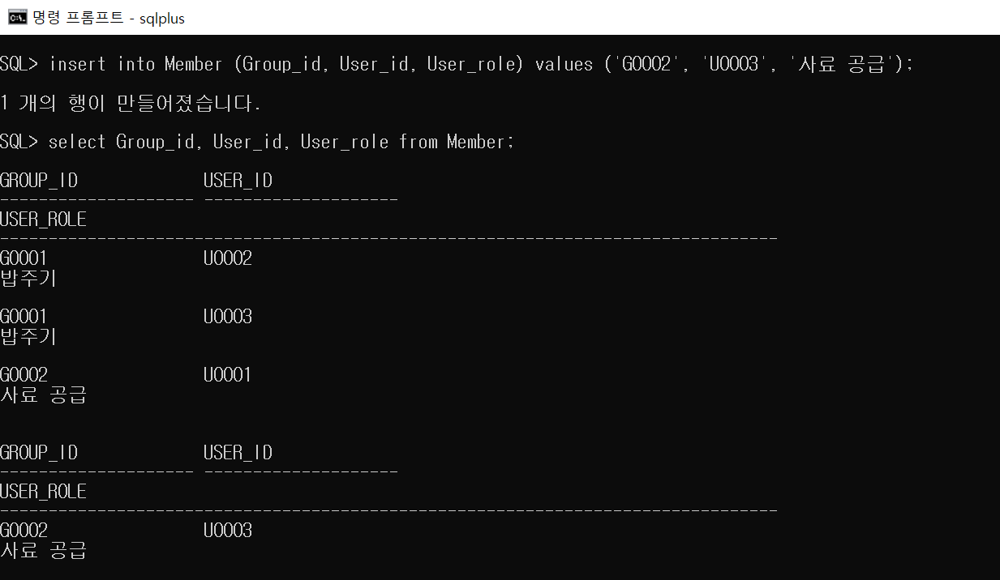 명령 프롬프트 - sqlplus
SQL> insert into Member (Group_id, User_id, User_role) values ('G0002', 'U0003', '사료 공급');
1 개의 행이 만들어졌습니다.
SQL> select Group_id, User_id, User_role from Member;
GROUP_ID             USER_ID
-------------------- --------------------
USER_ROLE
--------------------------------------------------------------------------------
G0001                U0002
밥주기
G0001                U0003
밥주기
G0002                U0001
사료 공급
GROUP_ID             USER_ID
-------------------- --------------------
USER_ROLE
--------------------------------------------------------------------------------
G0002                U0003
사료 공급